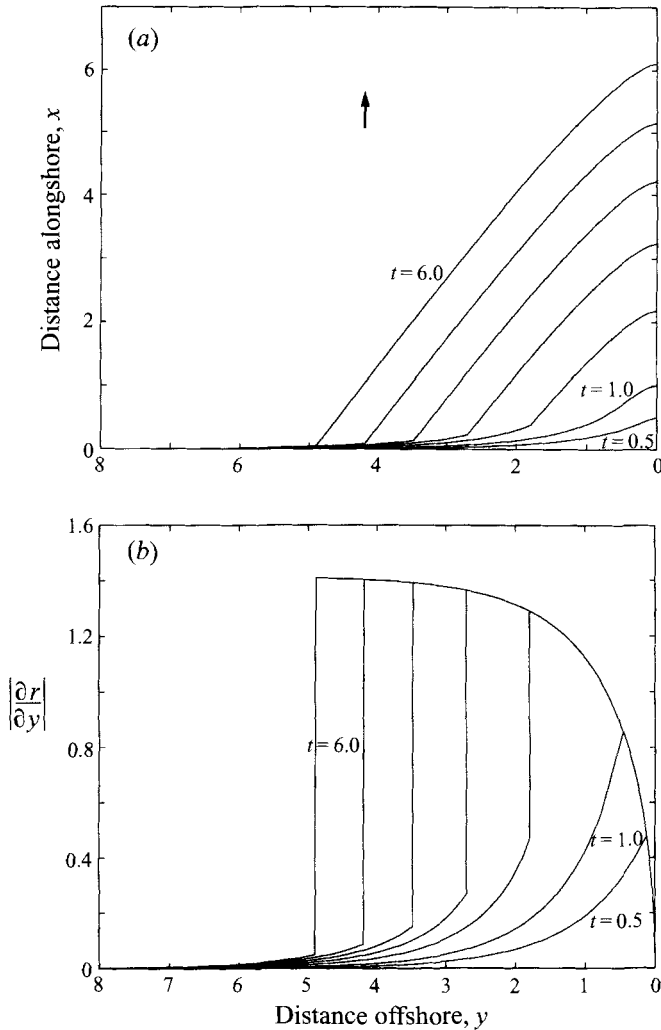 (a)
6
4
2
0
Distance alongshore, x
t = 6.0
t = 1.0
t = 0.5
8
6
4
2
0
(b)
1.6
1.2
0.8
0.4
0
|∂r/∂y|
t = 6.0
t = 1.0
t = 0.5
8
7
6
5
4
3
2
1
0
Distance offshore, y